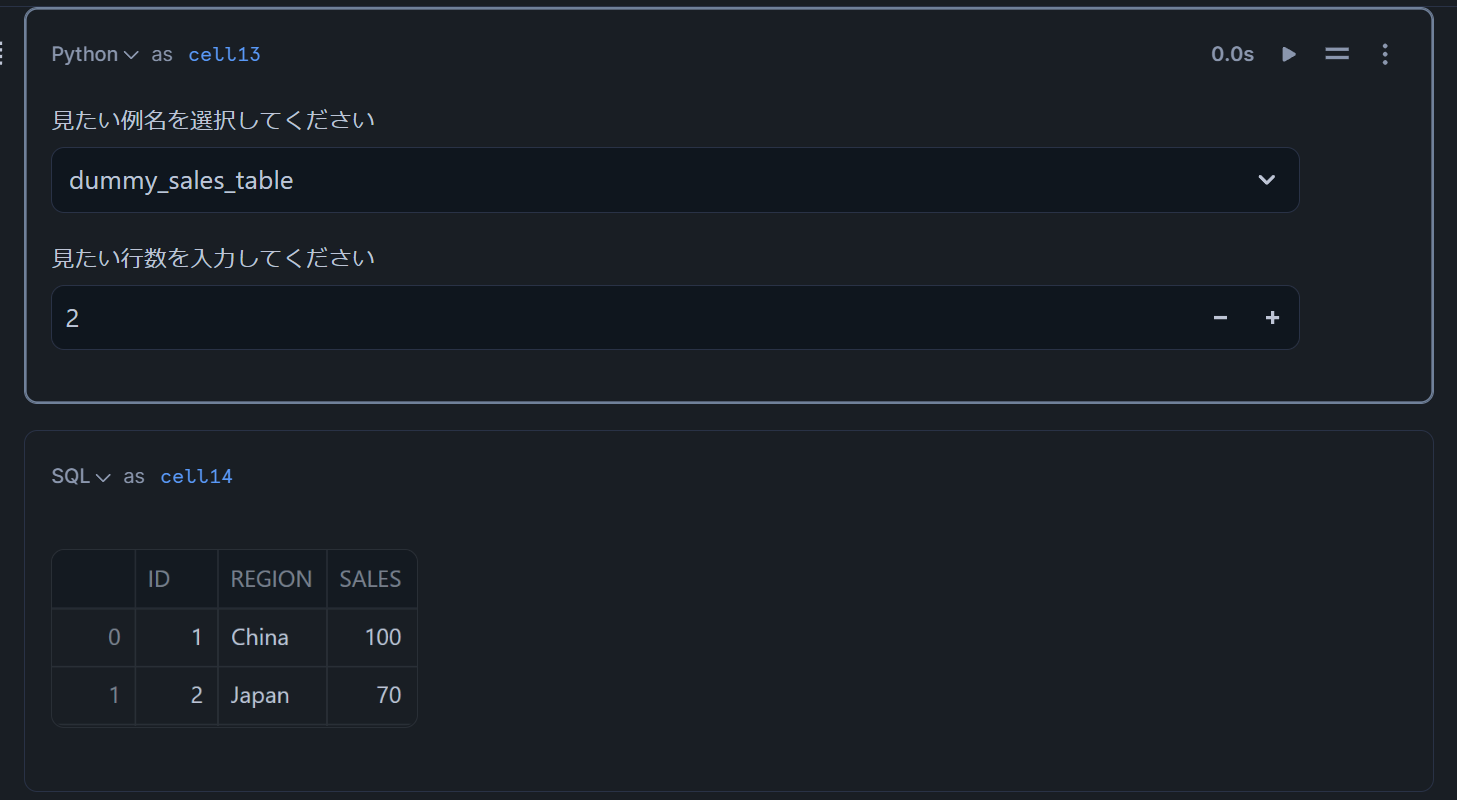 Python as cell13 0.0s
見たい例名を選択してください
dummy_sales_table
見たい行数を入力してください
2
SQL as cell14
ID REGION SALES
0 1 China 100
1 2 Japan 70